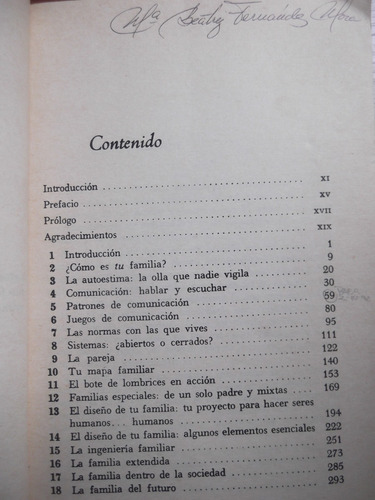 Mª Beatriz Fernández Mora
Contenido
Introducción xi
Prefacio xv
Prólogo xvii
Agradecimientos xix
1 Introducción 1
2 ¿Cómo es tu familia? 9
3 La autoestima: la olla que nadie vigila 20
4 Comunicación: hablar y escuchar 30
5 Patrones de comunicación 59
6 Juegos de comunicación 80
7 Las normas con las que vives 95
8 Sistemas: ¿abiertos o cerrados? 111
9 La pareja 122
10 Tu mapa familiar 140
11 El bote de lombrices en acción 153
12 Familias especiales: de un solo padre y mixtas 169
13 El diseño de tu familia: tu proyecto para hacer seres
humanos... humanos 194
14 El diseño de tu familia: algunos elementos esenciales 222
15 La ingeniería familiar 251
16 La familia extendida 273
17 La familia dentro de la sociedad 285
18 La familia del futuro 293